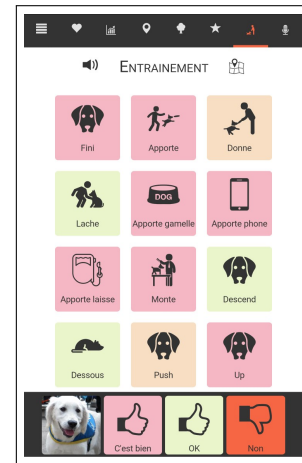 ENTRAINEMENT
Fini
Apporte
Donne
Lache
DOG
Apporte gamelle
Apporte phone
Apporte laisse
Monte
Descend
Dessous
Push
Up
C'est bien
OK
Non